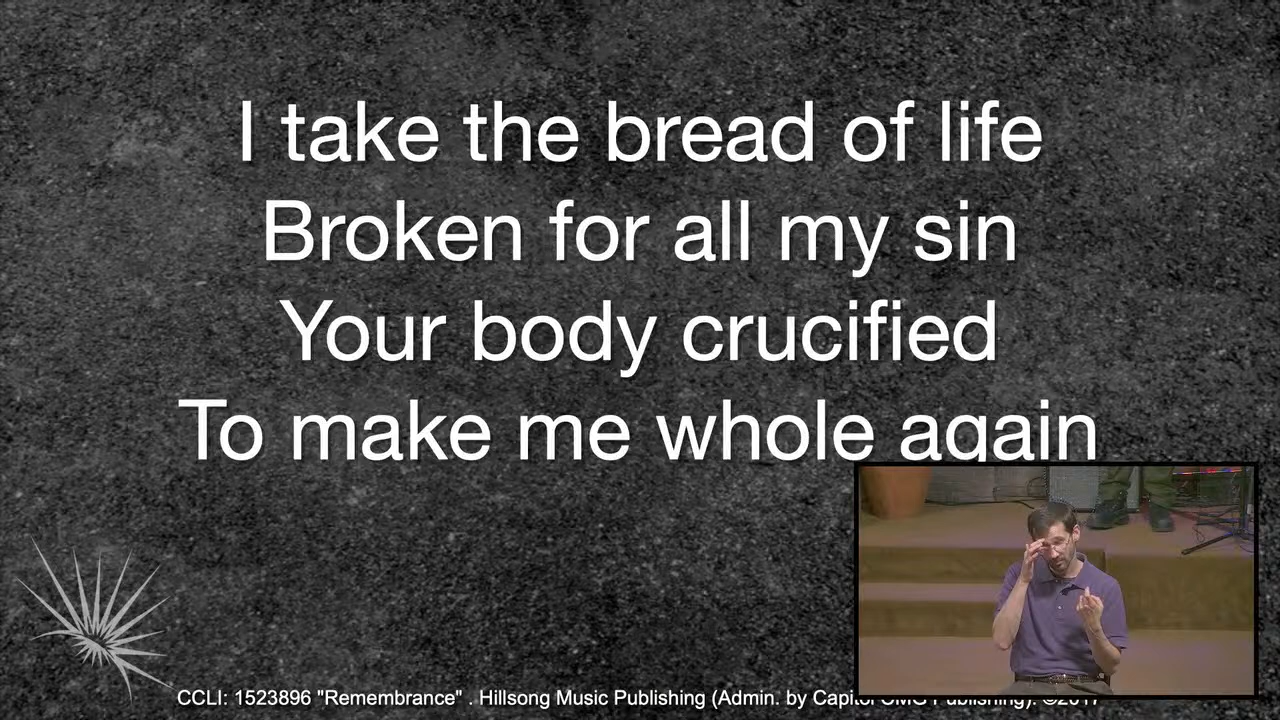 I take the bread of life
Broken for all my sin
Your body crucified
To make me whole again
CCLI: 1523896 "Remembrance" . Hillsong Music Publishing (Admin. by Capitol CMG Publishing). ©2017